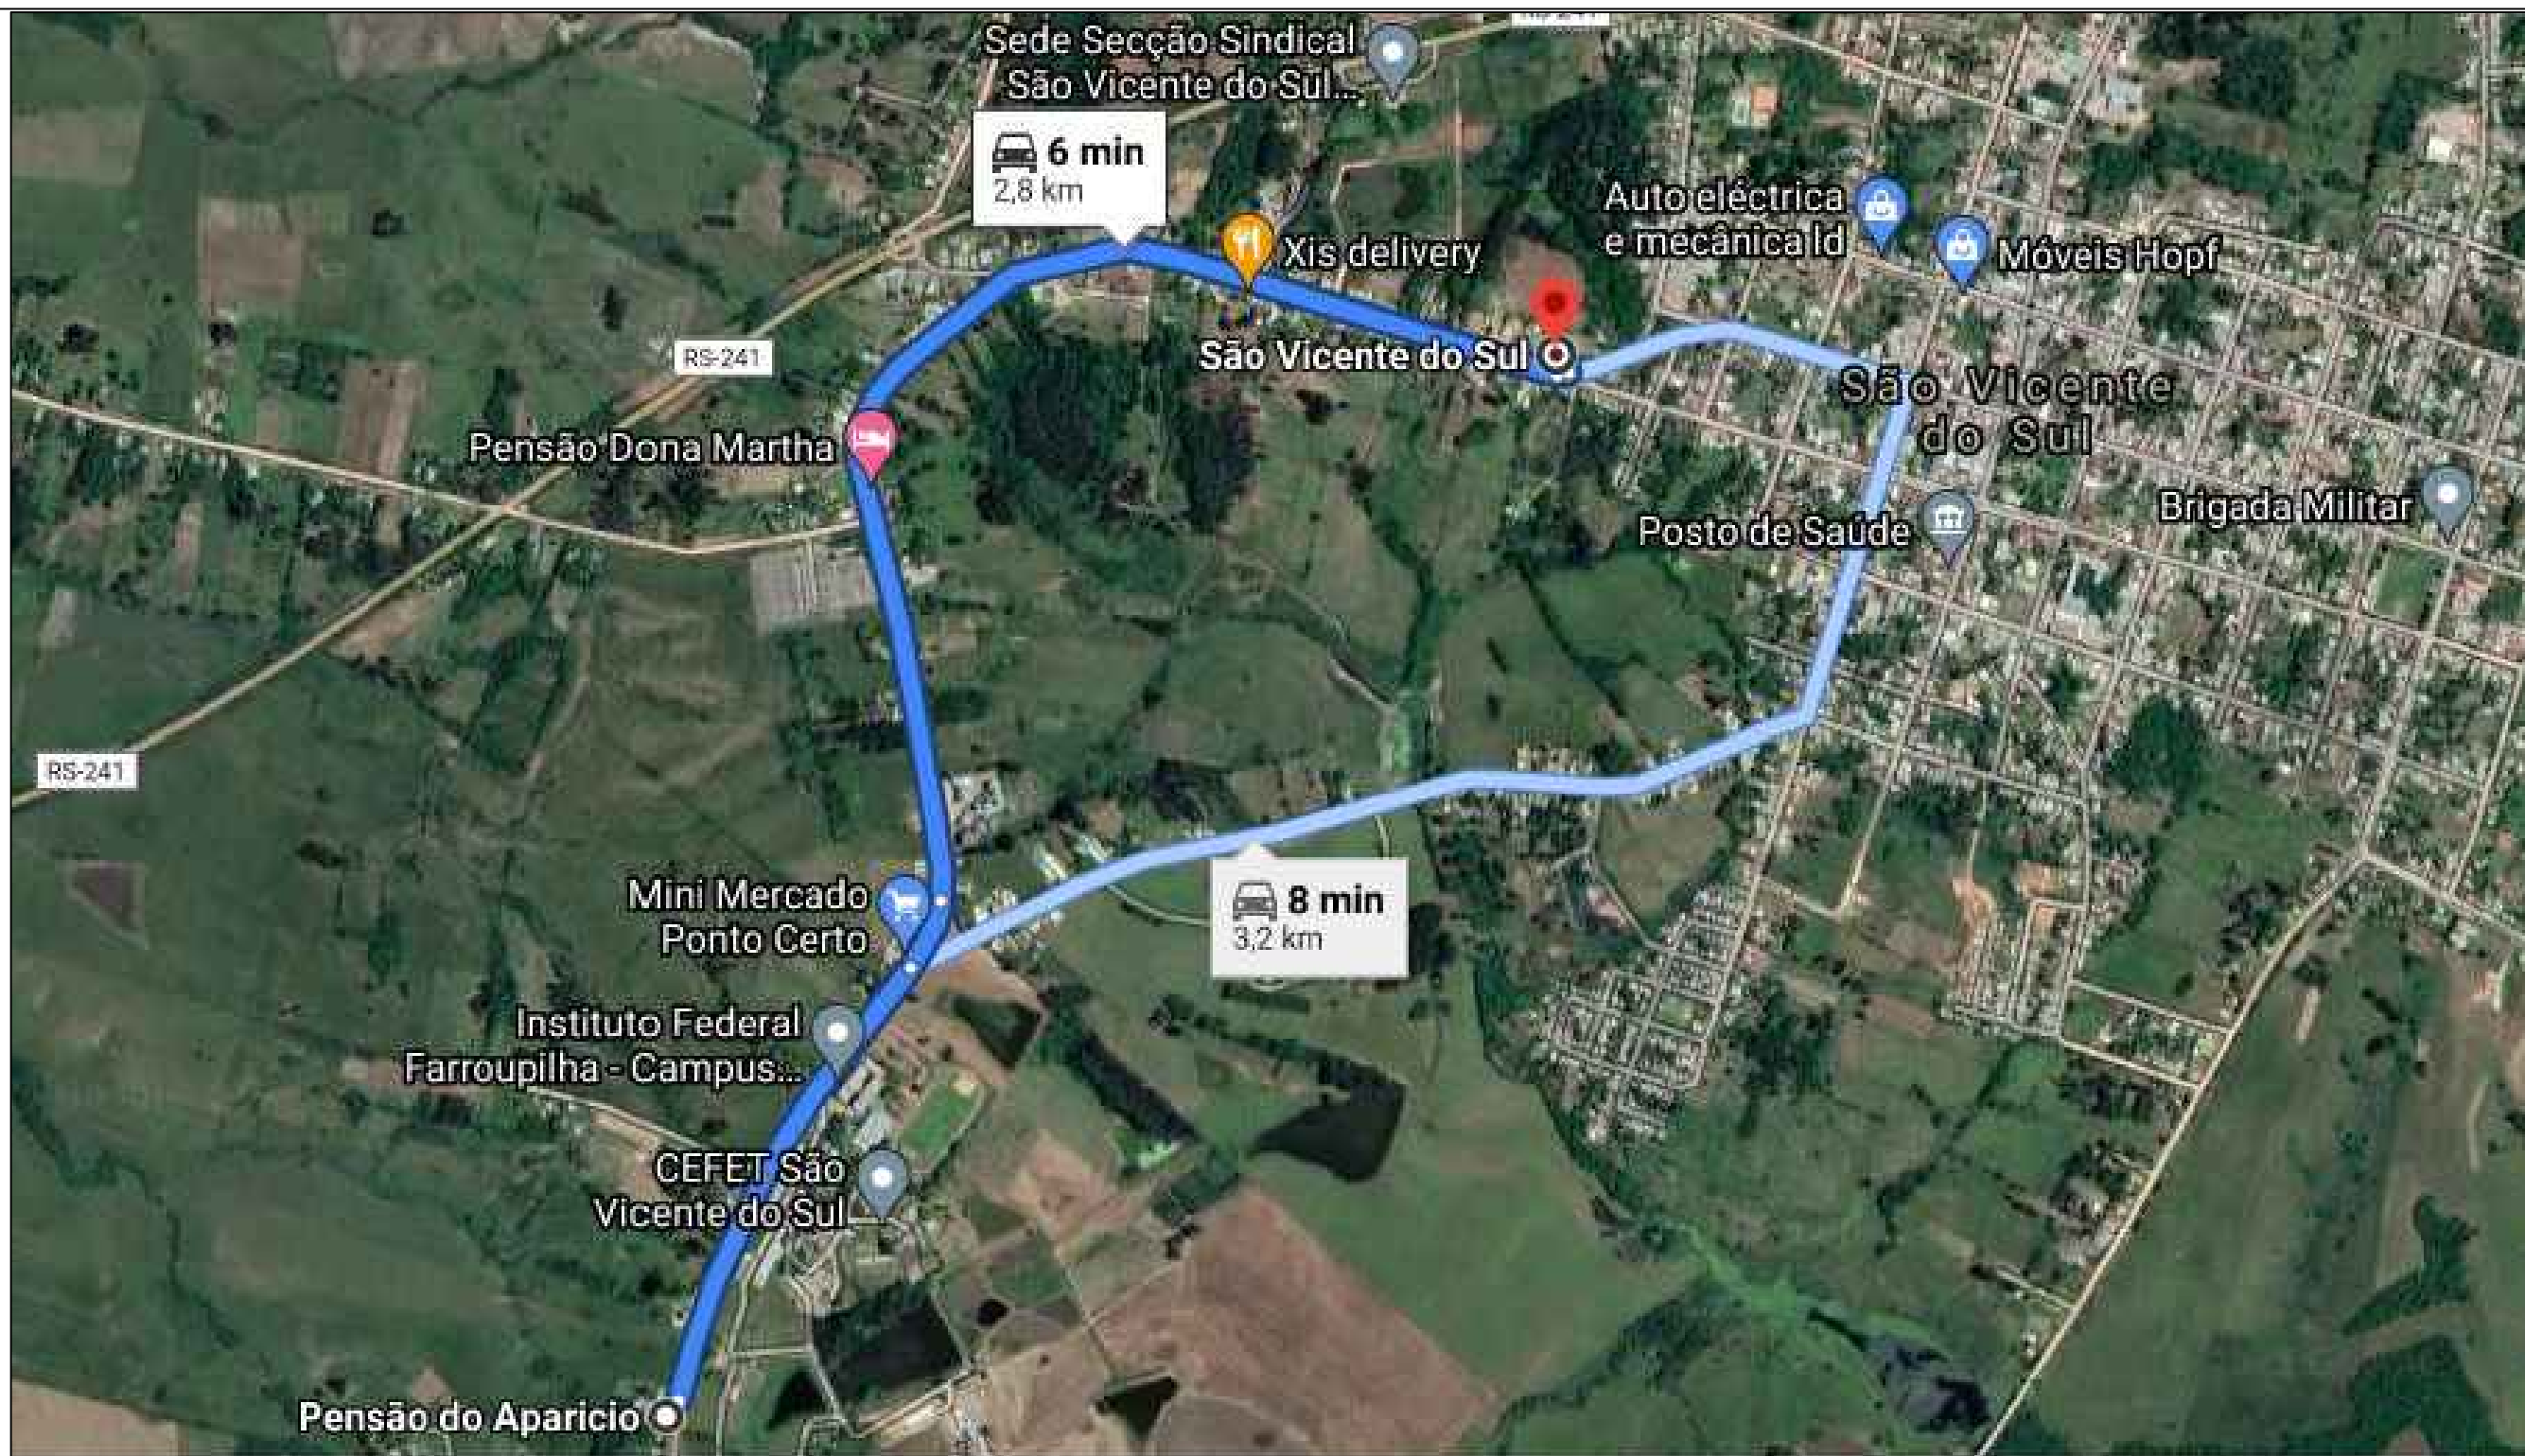 Sede Secção Sindical
São Vicente do Sul...
6 min
2,8 km
Auto eléctrica
e mecânica ld
Móveis Hopf
Xis delivery
RS-241
São Vicente do Sul
São Vicente
do Sul
Pensão Dona Martha
Brigada Militar
Posto de Saúde
RS-241
Mini Mercado
Ponto Certo
8 min
3,2 km
Instituto Federal
Farroupilha - Campus...
CEFET São
Vicente do Sul
Pensão do Aparicio